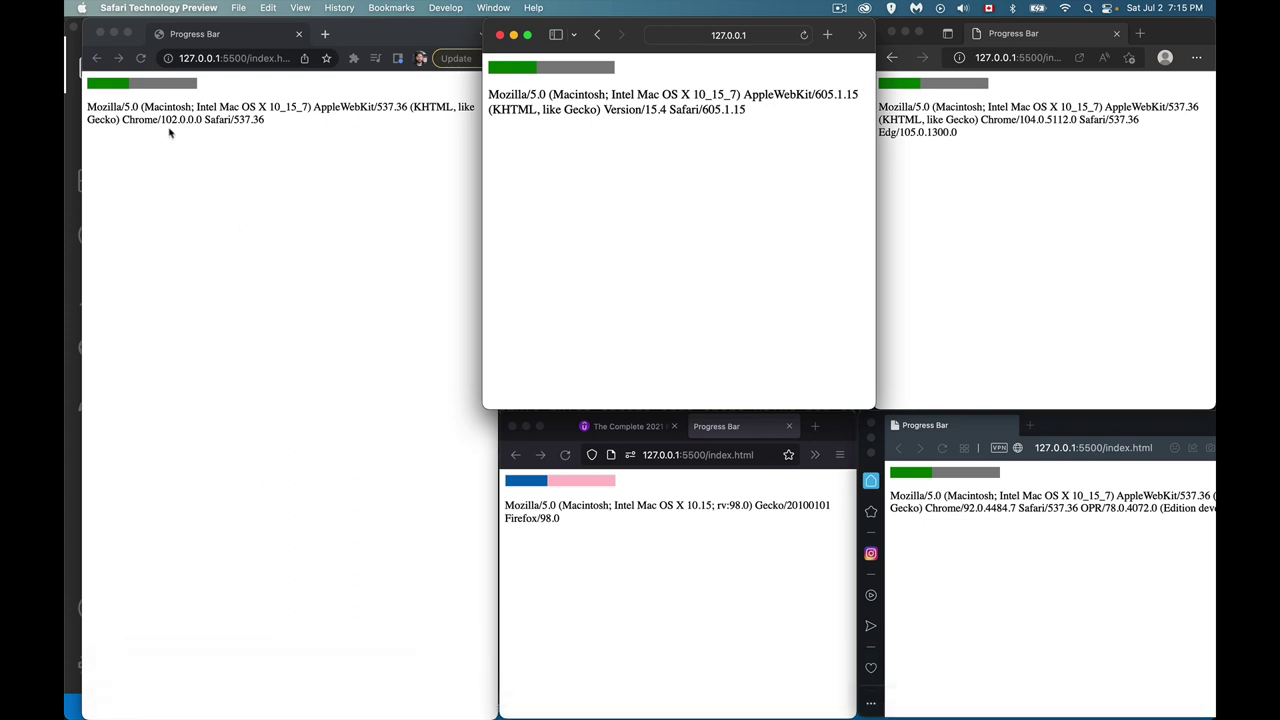 Safari Technology Preview File Edit View History Bookmarks Develop Window Help Sat Jul 2 7:15 PM
Progress Bar
127.0.0.1:5500/index.h... Update
Mozilla/5.0 (Macintosh; Intel Mac OS X 10_15_7) AppleWebKit/537.36 (KHTML, like
Gecko) Chrome/102.0.0.0 Safari/537.36
127.0.0.1
Mozilla/5.0 (Macintosh; Intel Mac OS X 10_15_7) AppleWebKit/605.1.15
(KHTML, like Gecko) Version/15.4 Safari/605.1.15
Progress Bar
127.0.0.1:5500/index....
Mozilla/5.0 (Macintosh; Intel Mac OS X 10_15_7) AppleWebKit/537.36
(KHTML, like Gecko) Chrome/104.0.5112.0 Safari/537.36
Edg/105.0.1300.0
The Complete 2021 Progress Bar
127.0.0.1:5500/index.html
Mozilla/5.0 (Macintosh; Intel Mac OS X 10.15; rv:98.0) Gecko/20100101
Firefox/98.0
Progress Bar
VPN 127.0.0.1:5500/index.html
Mozilla/5.0 (Macintosh; Intel Mac OS X 10_15_7) AppleWebKit/537.36 (
Gecko) Chrome/92.0.4484.7 Safari/537.36 OPR/78.0.4072.0 (Edition deve